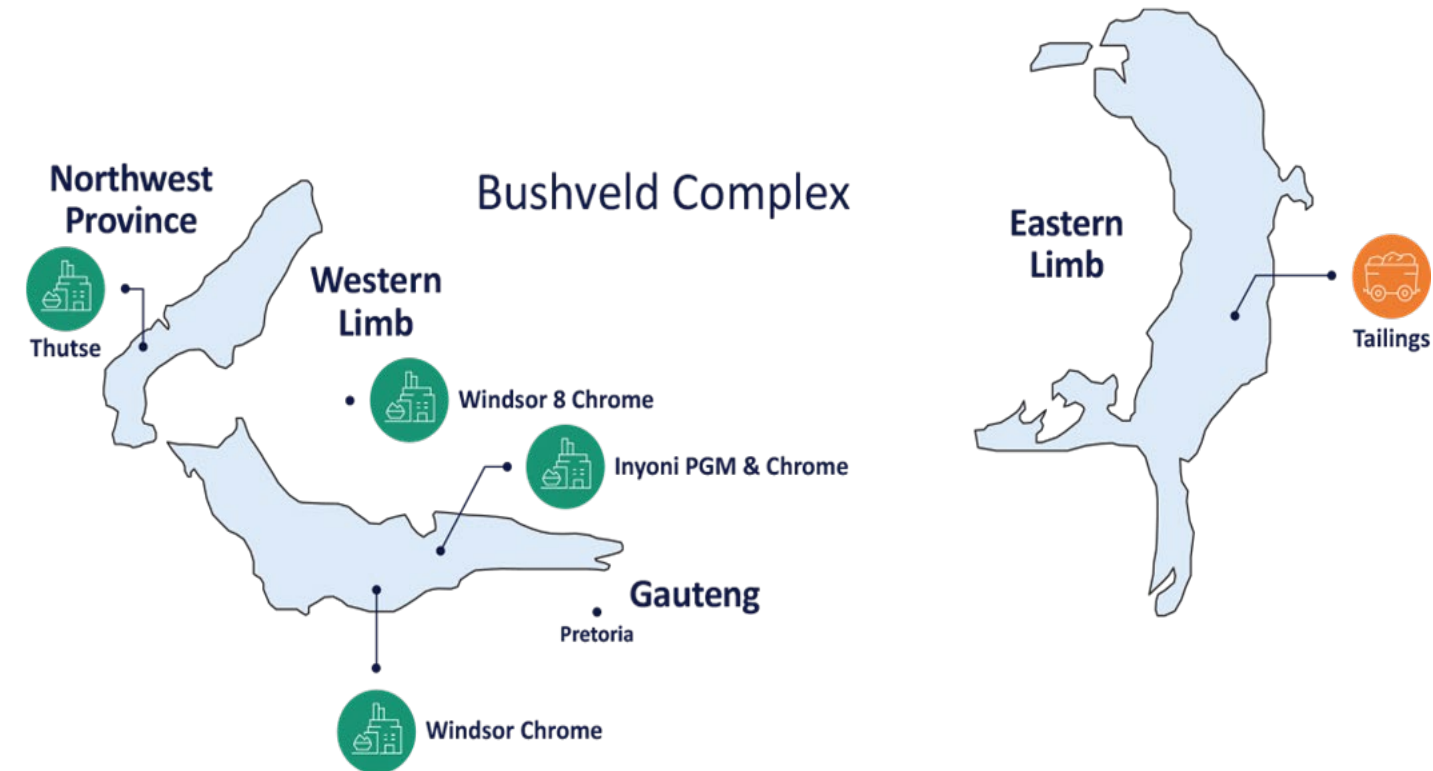 Bushveld Complex
Northwest
Province
Thutse
Western
Limb
Windsor 8 Chrome
Inyoni PGM & Chrome
Gauteng
Pretoria
Windsor Chrome
Eastern
Limb
Tailings